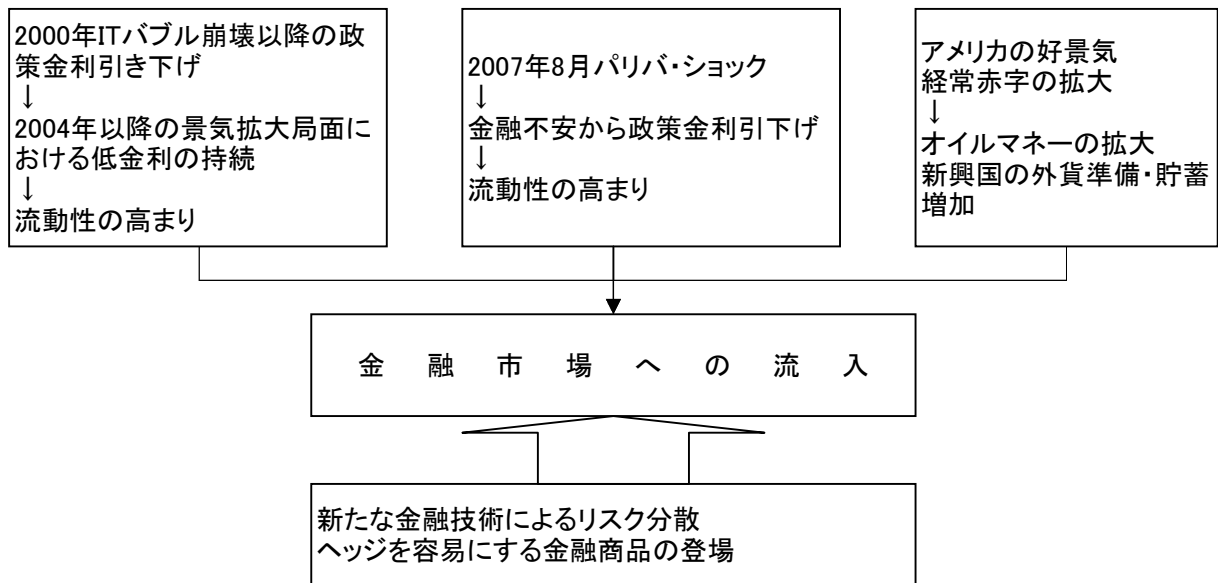 2000年ITバブル崩壊以降の政
策金利引き下げ
↓
2004年以降の景気拡大局面に
おける低金利の持続
↓
流動性の高まり
2007年8月パリバ・ショック
↓
金融不安から政策金利引下げ
↓
流動性の高まり
アメリカの好景気
経常赤字の拡大
↓
オイルマネーの拡大
新興国の外貨準備・貯蓄
増加
金融市場への流入
新たな金融技術によるリスク分散
ヘッジを容易にする金融商品の登場